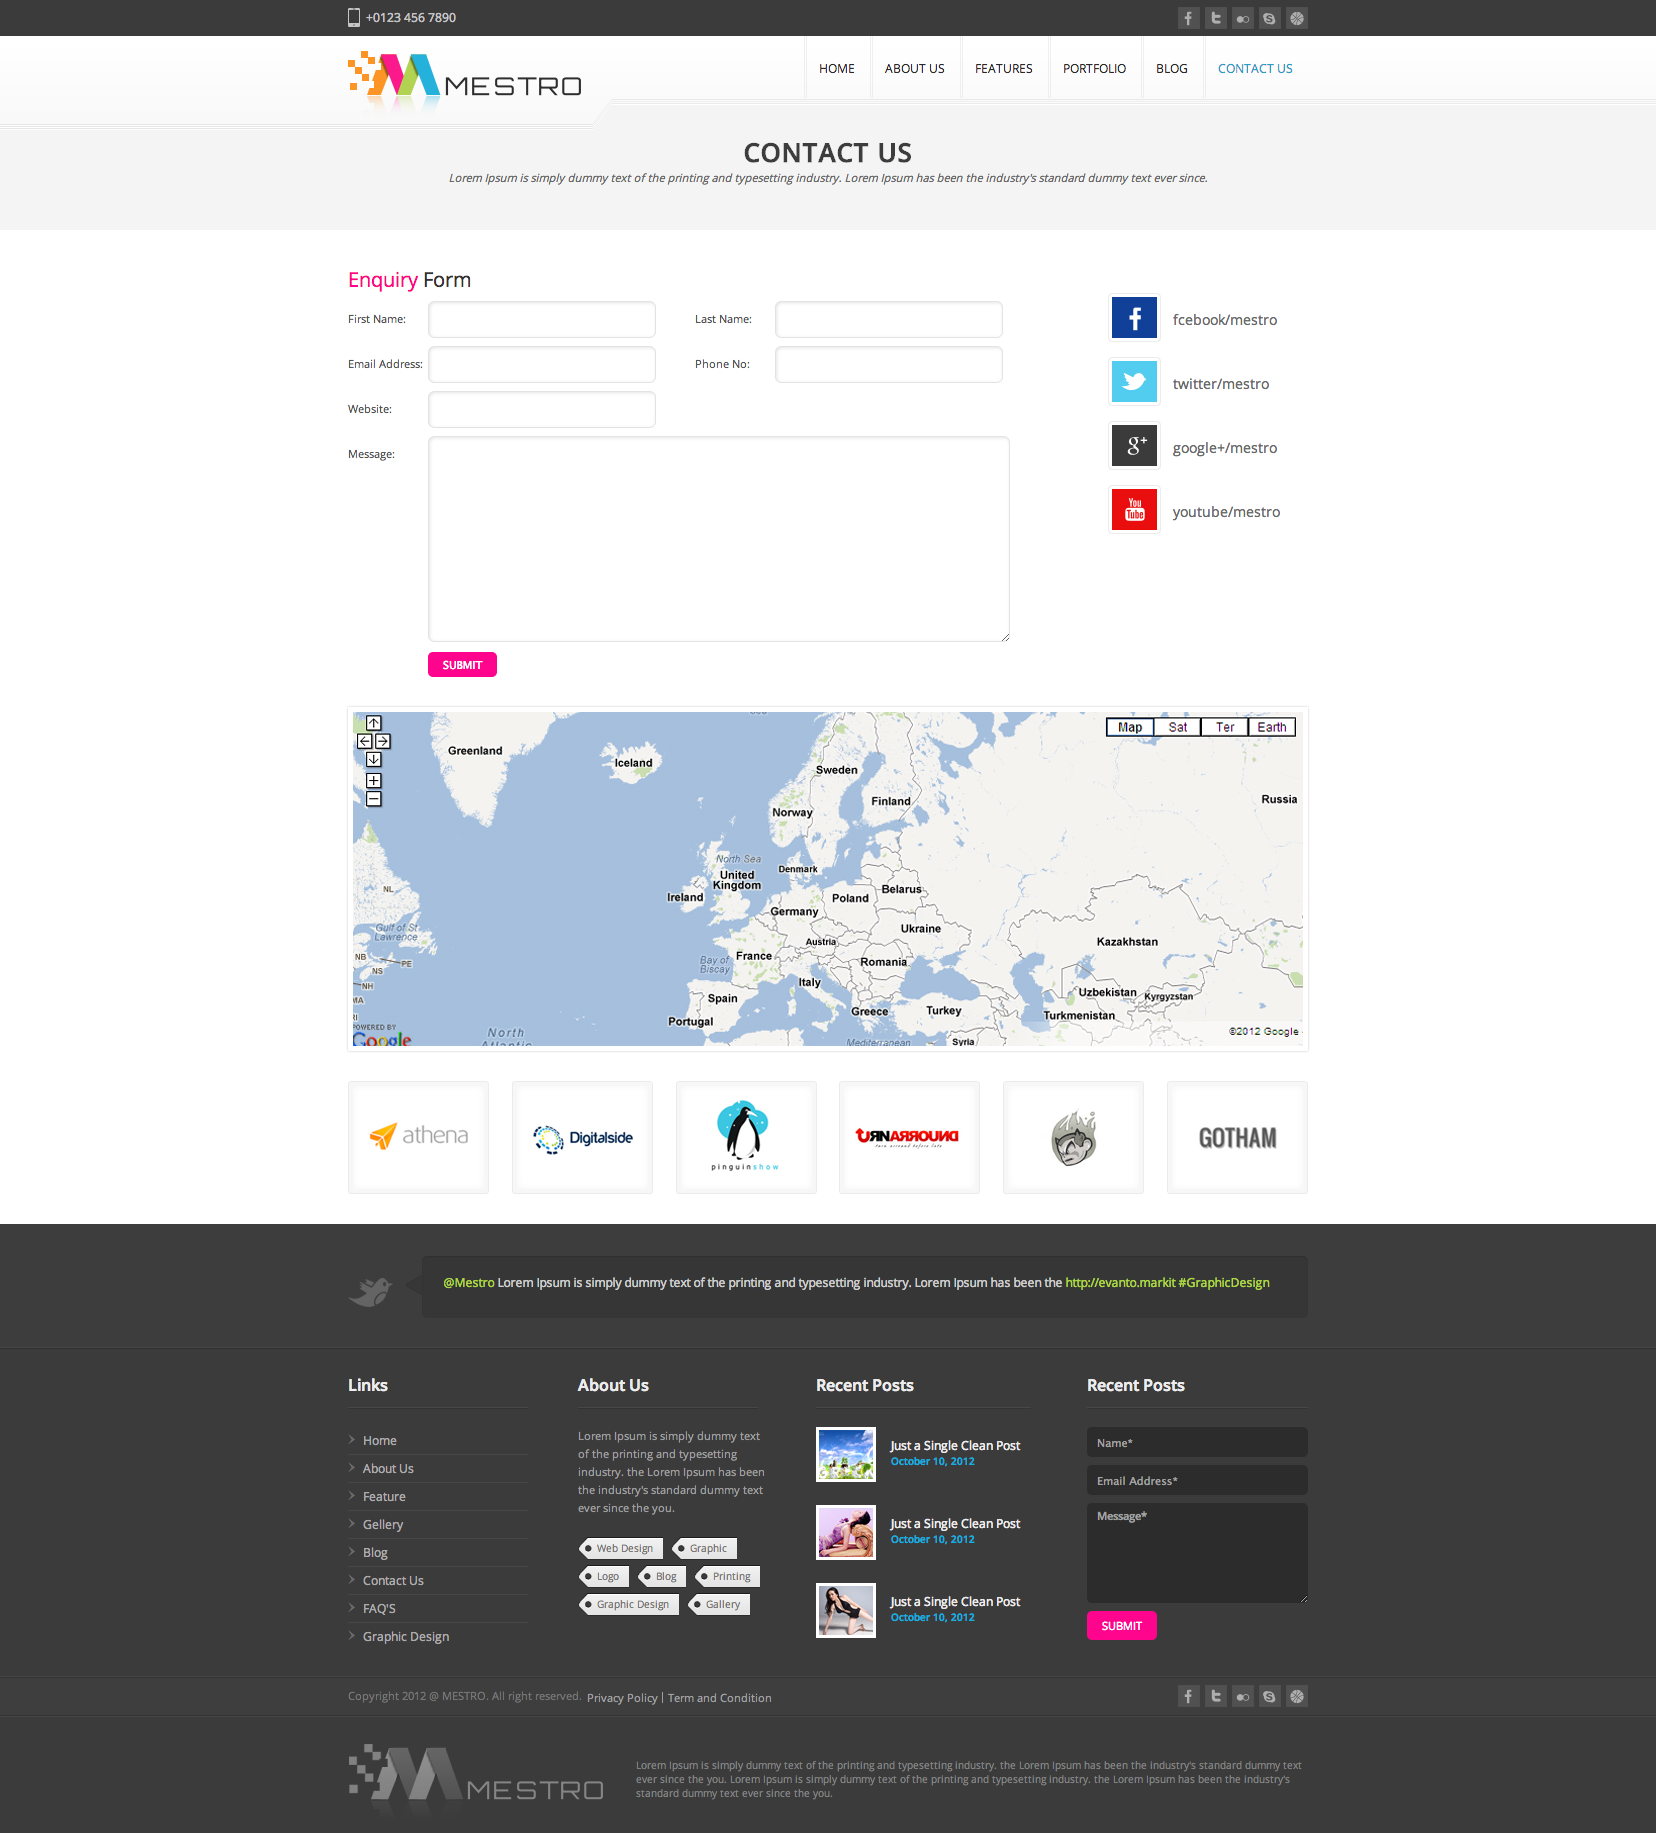 +0123 456 7890
MESTRO
HOME
ABOUT US
FEATURES
PORTFOLIO
BLOG
CONTACT US
CONTACT US
Lorem Ipsum is simply dummy text of the printing and typesetting industry. Lorem Ipsum has been the industry's standard dummy text ever since.
Enquiry Form
First Name:
Last Name:
Email Address:
Phone No:
Website:
Message:
SUBMIT
fcebook/mestro
twitter/mestro
g+
google+/mestro
You
Tube
youtube/mestro
Map
Sat
Ter
Earth
Greenland
Iceland
Sweden
Finland
Norway
Russia
North Sea
United
Kingdom
Denmark
Ireland
Poland
Belarus
Germany
Ukraine
NL
Gulf of St
Lawrence
Austria
Kazakhstan
NB
PE
NS
NH
MA
RI
Bay of
Biscay
France
Romania
Italy
Spain
Uzbekistan
Kyrgyzstan
Portugal
Greece
Turkey
Turkmenistan
POWERED BY
Google
North
Atlantic
Mediterranean
Syria
©2012 Google
athena
Digitalside
pinguinshow
TURNARROUND
turn arround before late
GOTHAM
@Mestro Lorem Ipsum is simply dummy text of the printing and typesetting industry. Lorem Ipsum has been the http://evanto.markit #GraphicDesign
Links
Home
About Us
Feature
Gellery
Blog
Contact Us
FAQ'S
Graphic Design
About Us
Lorem Ipsum is simply dummy text
of the printing and typesetting
industry. the Lorem Ipsum has been
the industry's standard dummy text
ever since the you.
Web Design
Graphic
Logo
Blog
Printing
Graphic Design
Gallery
Recent Posts
Just a Single Clean Post
October 10, 2012
Just a Single Clean Post
October 10, 2012
Just a Single Clean Post
October 10, 2012
Recent Posts
Name*
Email Address*
Message*
SUBMIT
Copyright 2012 @ MESTRO. All right reserved. Privacy Policy | Term and Condition
MESTRO
Lorem Ipsum is simply dummy text of the printing and typesetting industry. the Lorem Ipsum has been the industry's standard dummy text
ever since the you. Lorem Ipsum is simply dummy text of the printing and typesetting industry. the Lorem Ipsum has been the industry's
standard dummy text ever since the you.